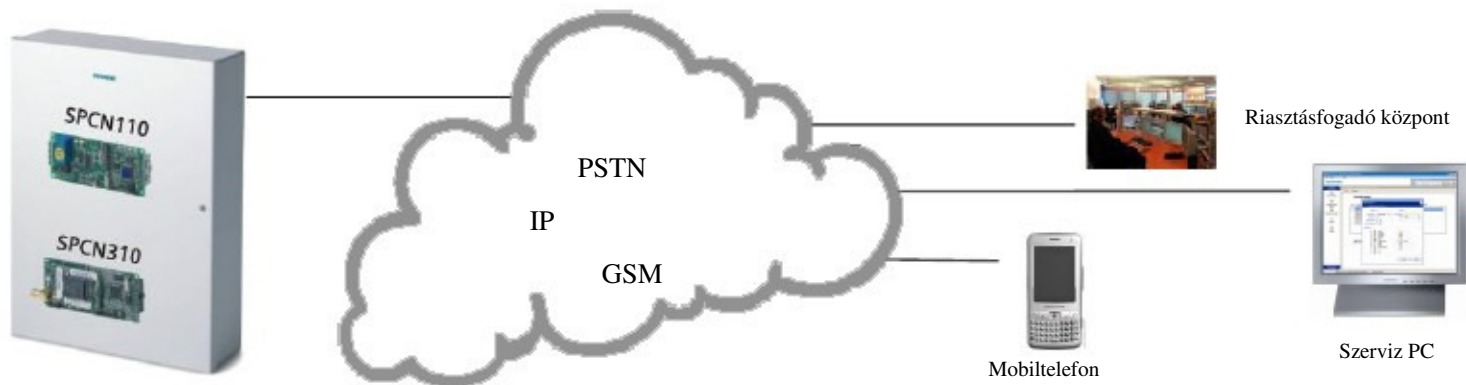 SPCN110
SPCN310
PSTN
IP
GSM
Riasztásfogadó központ
Mobiltelefon
Szerviz PC